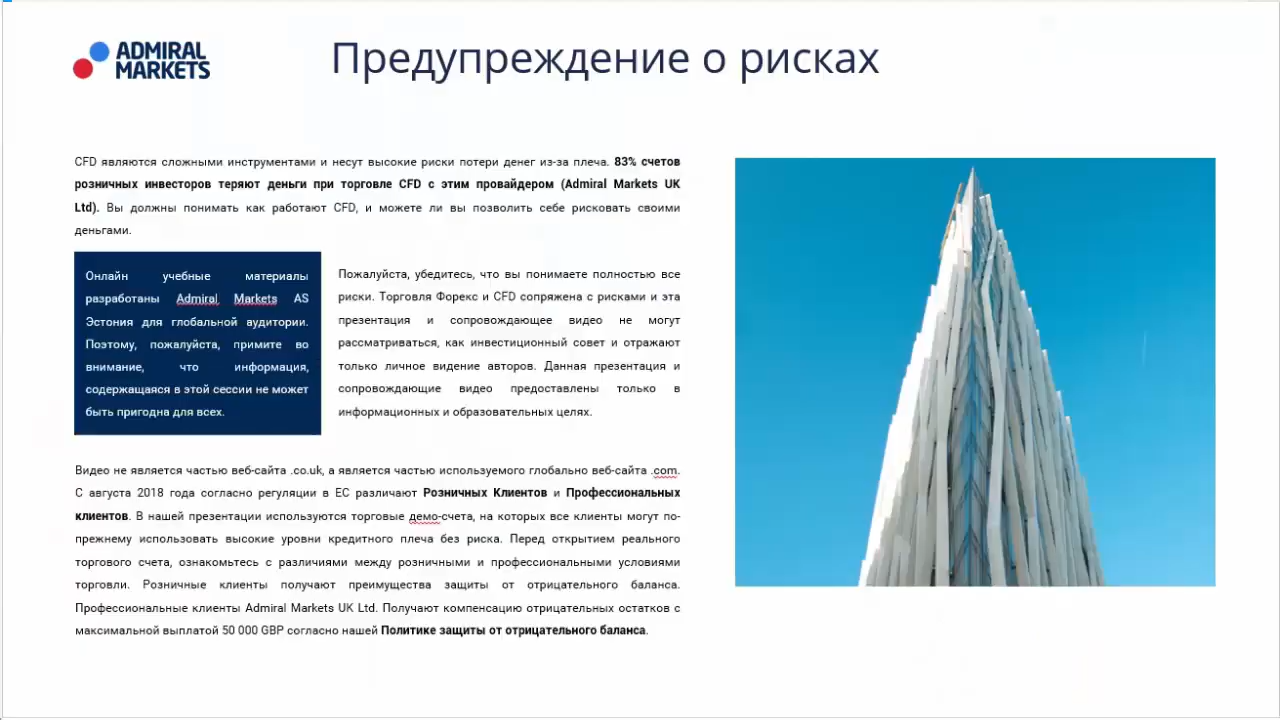 ADMIRAL
MARKETS
Предупреждение о рисках
CFD являются сложными инструментами и несут высокие риски потери денег из-за плеча. 83% счетов
розничных инвесторов теряют деньги при торговле CFD с этим провайдером (Admiral Markets UK
Ltd). Вы должны понимать как работают CFD, и можете ли вы позволить себе рисковать своими
деньгами.
Онлайн учебные материалы
разработаны Admiral Markets AS
Эстония для глобальной аудитории.
Поэтому, пожалуйста, примите во
внимание, что информация,
содержащаяся в этой сессии не может
быть пригодна для всех.
Пожалуйста, убедитесь, что вы понимаете полностью все
риски. Торговля Форекс и CFD сопряжена с рисками и эта
презентация и сопровождающее видео не могут
рассматриваться, как инвестиционный совет и отражают
только личное видение авторов. Данная презентация и
сопровождающие видео предоставлены только в
информационных и образовательных целях.
Видео не является частью веб-сайта .co.uk, а является частью используемого глобально веб-сайта .com.
С августа 2018 года согласно регуляции в ЕС различают Розничных Клиентов и Профессиональных
клиентов. В нашей презентации используются торговые демо-счета, на которых все клиенты могут по-
прежнему использовать высокие уровни кредитного плеча без риска. Перед открытием реального
торгового счета, ознакомьтесь с различиями между розничными и профессиональными условиями
торговли. Розничные клиенты получают преимущества защиты от отрицательного баланса.
Профессиональные клиенты Admiral Markets UK Ltd. Получают компенсацию отрицательных остатков с
максимальной выплатой 50 000 GBP согласно нашей Политике защиты от отрицательного баланса.